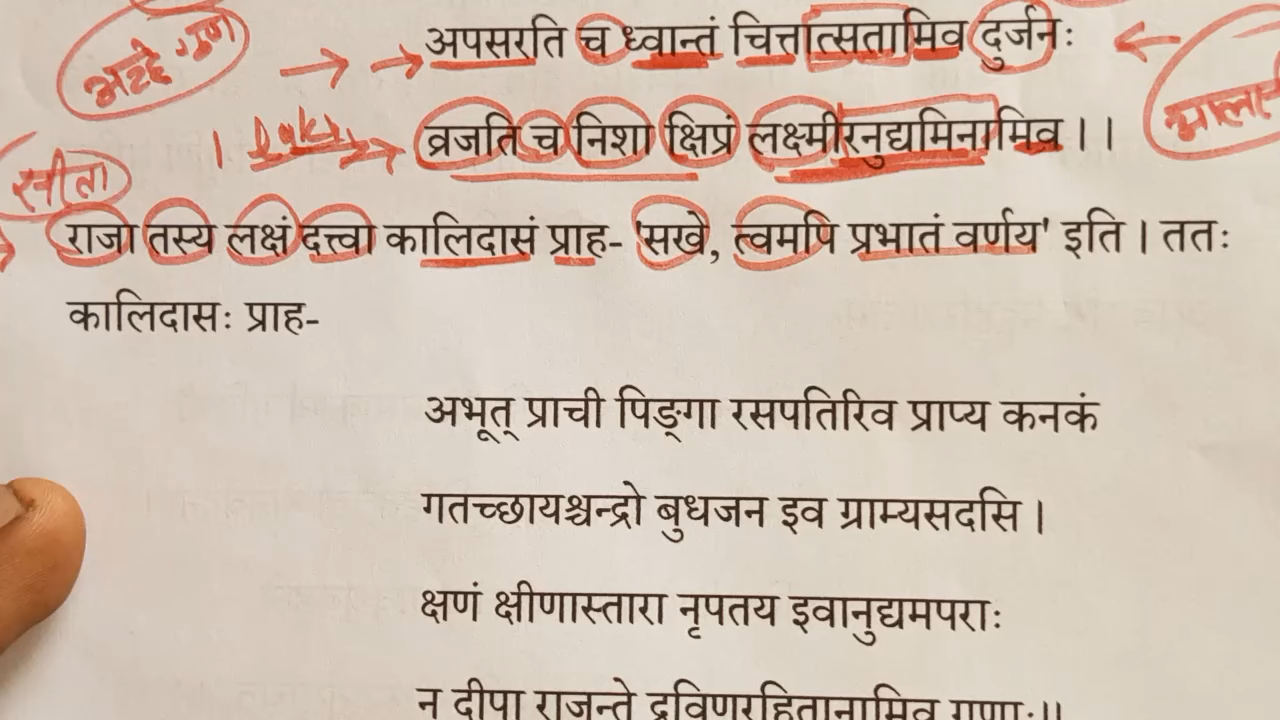 अच्छे गुण
अपसरति च ध्वान्तं चित्तात्सतामिव दुर्जनः
व्रजति च निशा क्षिप्रं लक्ष्मीरनुद्यमिनामिव।।
राजा तस्य लक्षं दत्त्वा कालिदासं प्राह- 'सखे, त्वमपि प्रभातं वर्णय' इति। ततः
कालिदासः प्राह-
अभूत् प्राची पिङ्गा रसपतिरिव प्राप्य कनकं
गतच्छायश्चन्द्रो बुधजन इव ग्राम्यसदसि।
क्षणं क्षीणास्तारा नृपतय इवानुद्यमपराः
न दीपा राजन्ते द्रविणरहितानामिव गुणाः।।